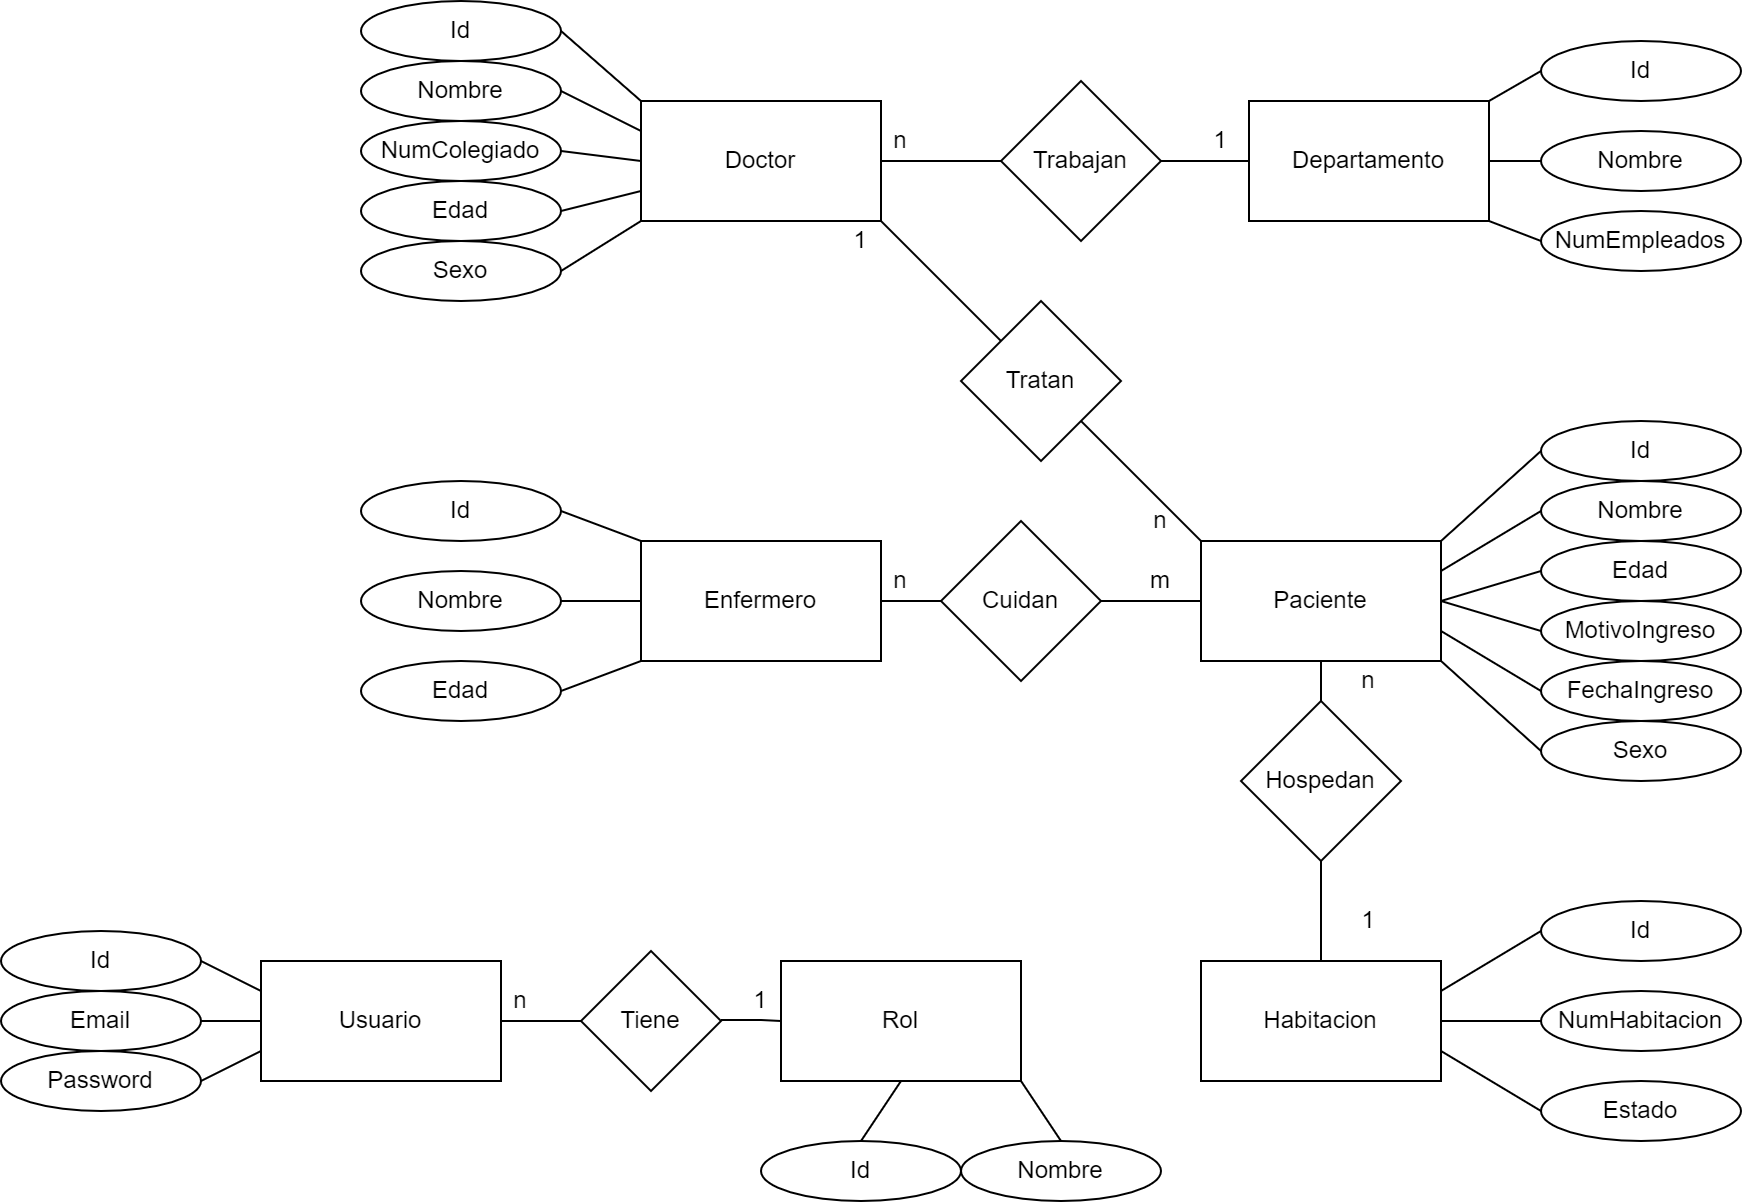 Id
Nombre
NumColegiado
Edad
Sexo
Doctor
n
Trabajan
1
Departamento
Id
Nombre
NumEmpleados
1
Tratan
n
Id
Nombre
Edad
Enfermero
n
Cuidan
m
Paciente
Id
Nombre
Edad
MotivoIngreso
FechaIngreso
Sexo
n
Hospedan
1
Id
Email
Password
Usuario
n
Tiene
1
Rol
Id
Nombre
Habitacion
Id
NumHabitacion
Estado